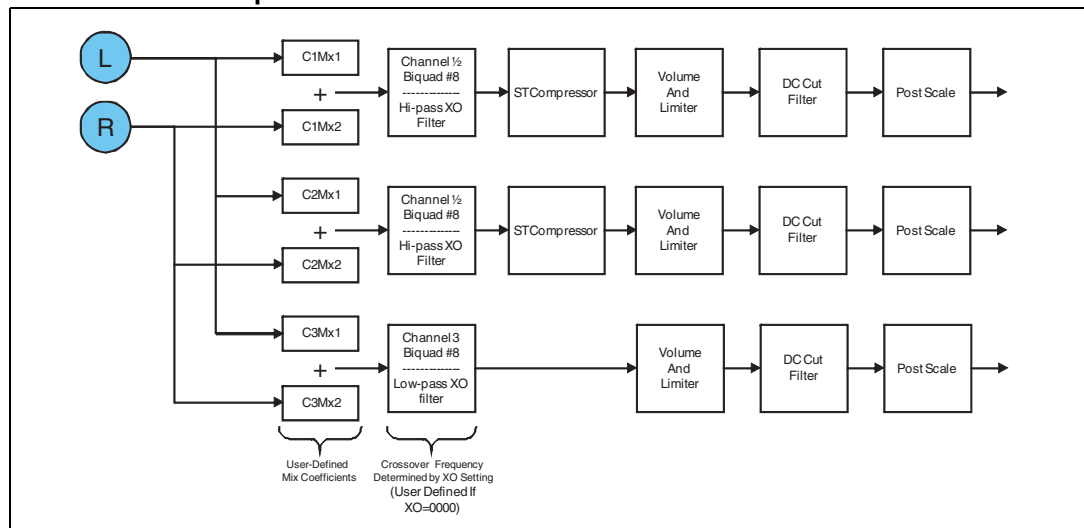 L
R
C1Mx1
+
C1Mx2
Channel ½
Biquad #8
--------------
Hi-pass XO
Filter
STCompressor
Volume
And
Limiter
DC Cut
Filter
Post Scale
C2Mx1
+
C2Mx2
Channel ½
Biquad #8
--------------
Hi-pass XO
Filter
STCompressor
Volume
And
Limiter
DC Cut
Filter
Post Scale
C3Mx1
+
C3Mx2
Channel 3
Biquad #8
--------------
Low-pass XO
filter
Volume
And
Limiter
DC Cut
Filter
Post Scale
User-Defined
Mix Coefficients
Crossover Frequency
Determined by XO Setting
(User Defined If
XO=0000)